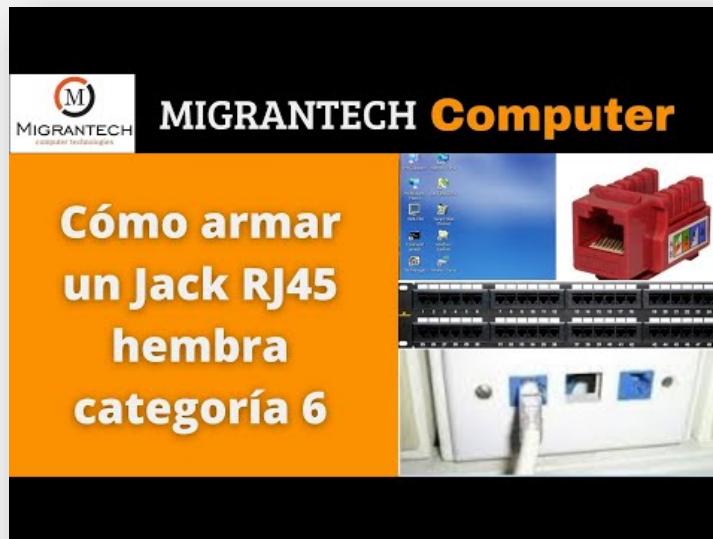 M
MIGRANTECH
computer technologies
MIGRANTECH Computer
Cómo armar
un Jack RJ45
hembra
categoría 6